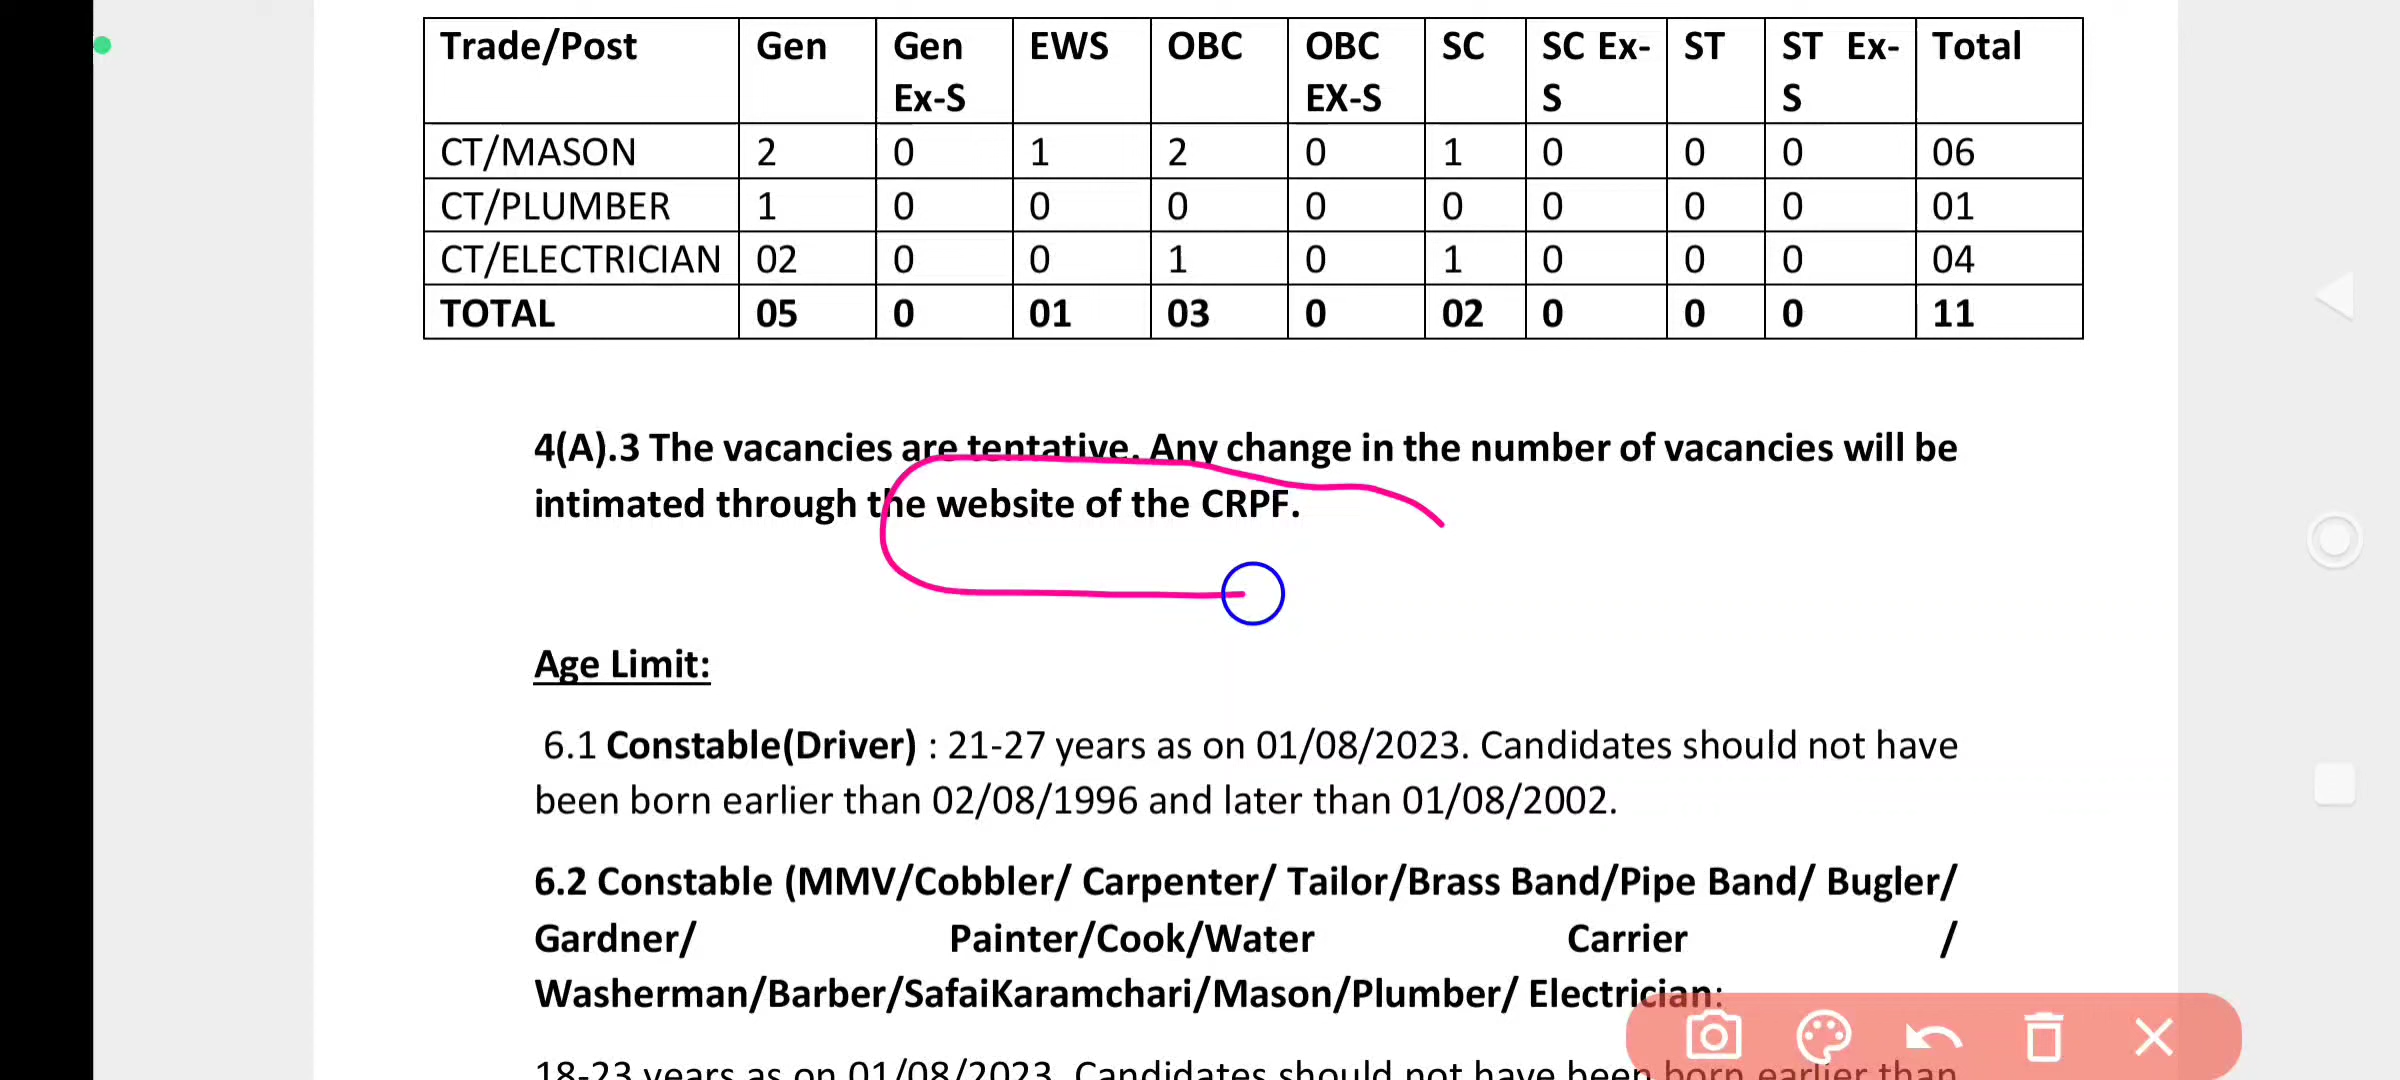 Trade/Post Gen Gen Ex-S EWS OBC OBC EX-S SC SC Ex-S ST ST Ex-S Total
CT/MASON 2 0 1 2 0 1 0 0 0 06
CT/PLUMBER 1 0 0 0 0 0 0 0 0 01
CT/ELECTRICIAN 02 0 0 1 0 1 0 0 0 04
TOTAL 05 0 01 03 0 02 0 0 0 11
4(A).3 The vacancies are tentative. Any change in the number of vacancies will be
intimated through the website of the CRPF.
Age Limit:
6.1 Constable(Driver) : 21-27 years as on 01/08/2023. Candidates should not have
been born earlier than 02/08/1996 and later than 01/08/2002.
6.2 Constable (MMV/Cobbler/ Carpenter/ Tailor/Brass Band/Pipe Band/ Bugler/
Gardner/ Painter/Cook/Water Carrier /
Washerman/Barber/SafaiKaramchari/Mason/Plumber/ Electrician:
18-23 years as on 01/08/2023. Candidates should not have been born earlier than